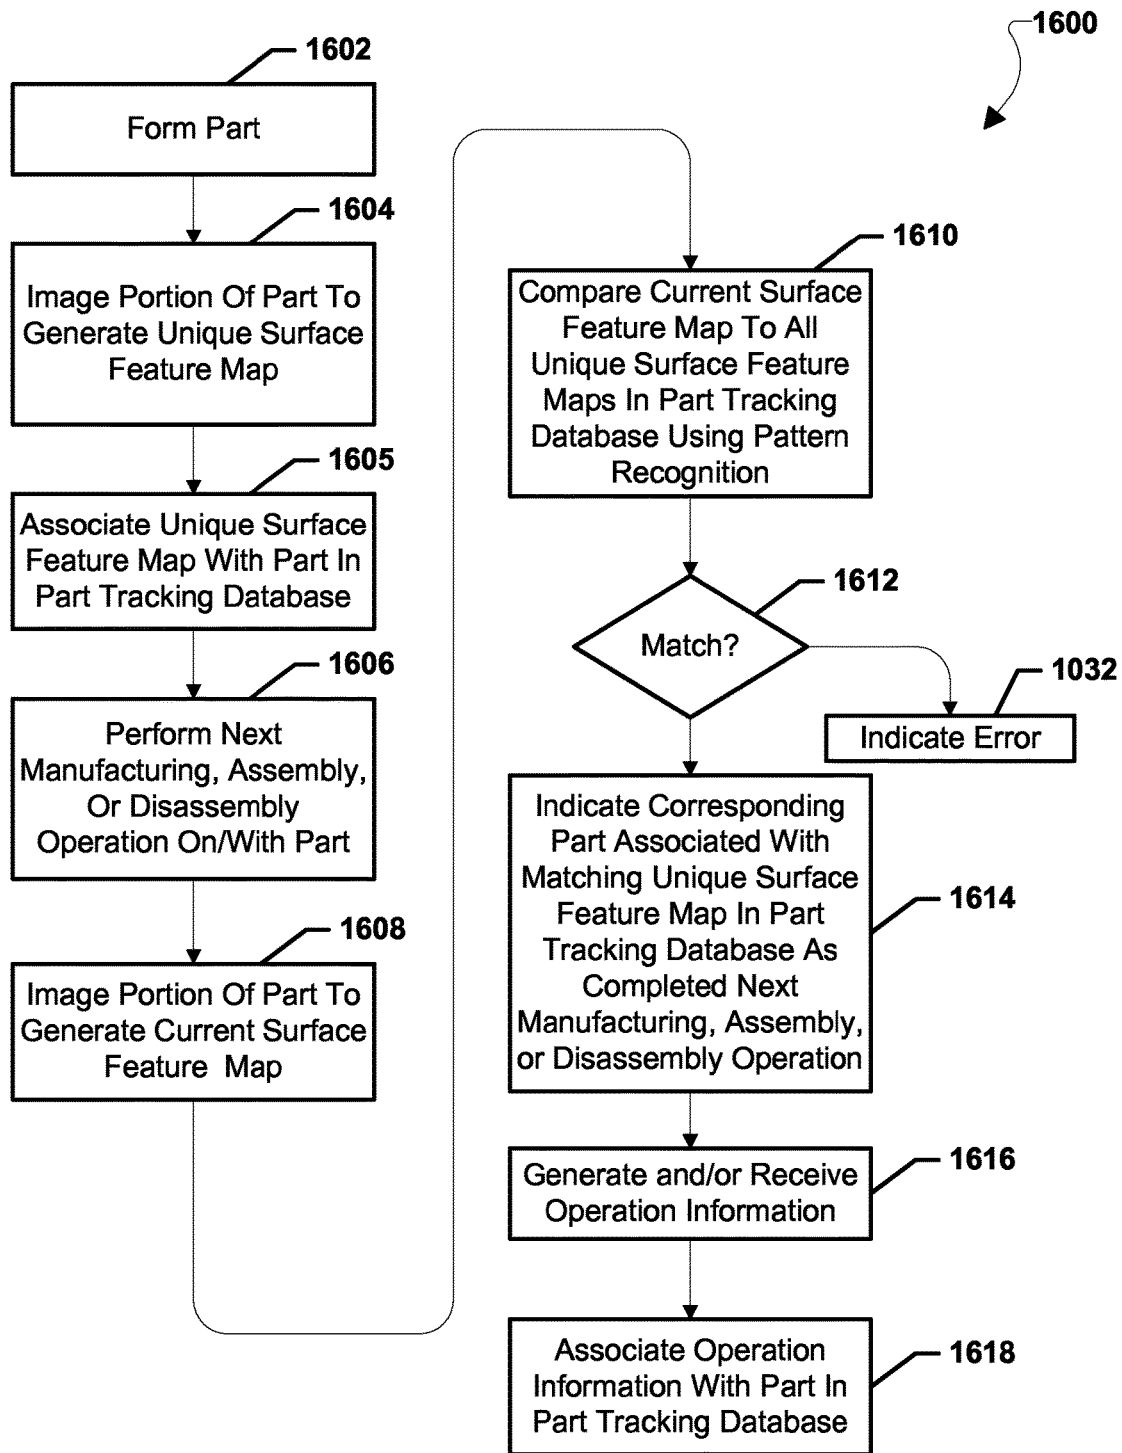 1600
1602
Form Part
1604
Image Portion Of Part To
Generate Unique Surface
Feature Map
1605
Associate Unique Surface
Feature Map With Part In
Part Tracking Database
1606
Perform Next
Manufacturing, Assembly,
Or Disassembly
Operation On/With Part
1608
Image Portion Of Part To
Generate Current Surface
Feature Map
1610
Compare Current Surface
Feature Map To All
Unique Surface Feature
Maps In Part Tracking
Database Using Pattern
Recognition
1612
Match?
1032
Indicate Error
Indicate Corresponding
Part Associated With
Matching Unique Surface
Feature Map In Part
Tracking Database As
Completed Next
Manufacturing, Assembly,
or Disassembly Operation
1614
1616
Generate and/or Receive
Operation Information
1618
Associate Operation
Information With Part In
Part Tracking Database